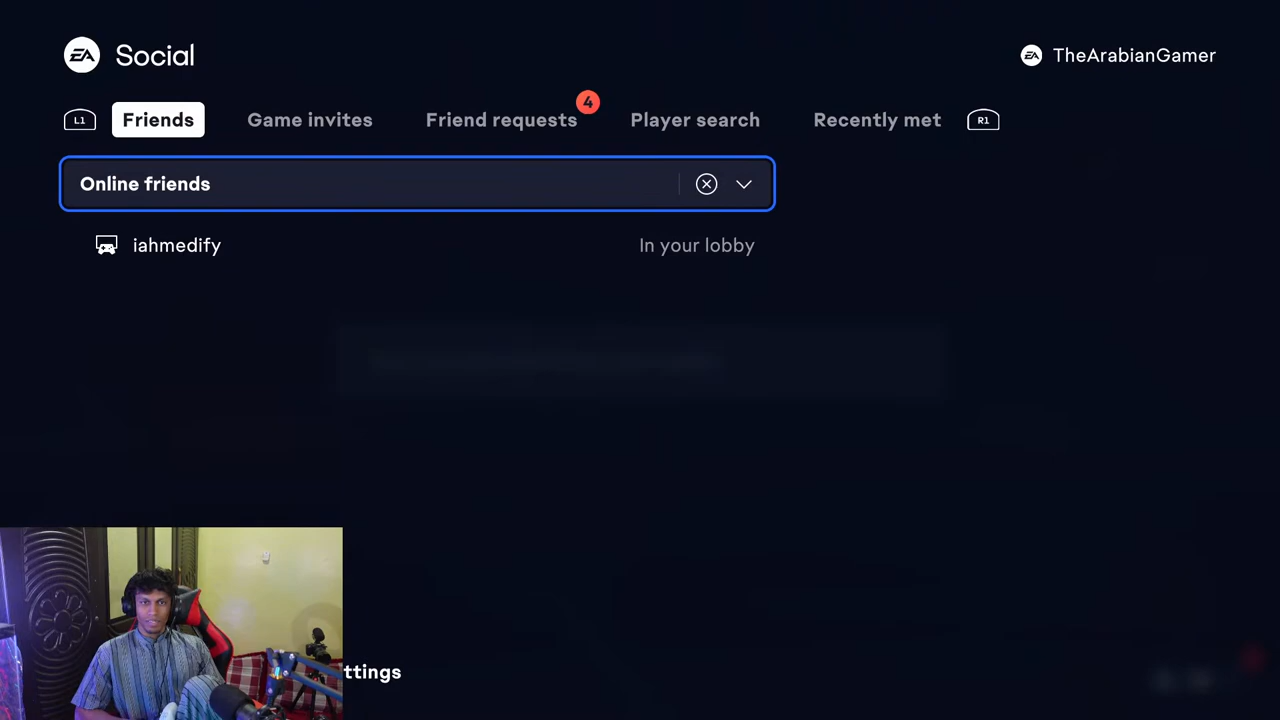 EA Social
EA TheArabianGamer
L1 Friends Game invites Friend requests 4 Player search Recently met R1
Online friends
iahmedify In your lobby
ttings